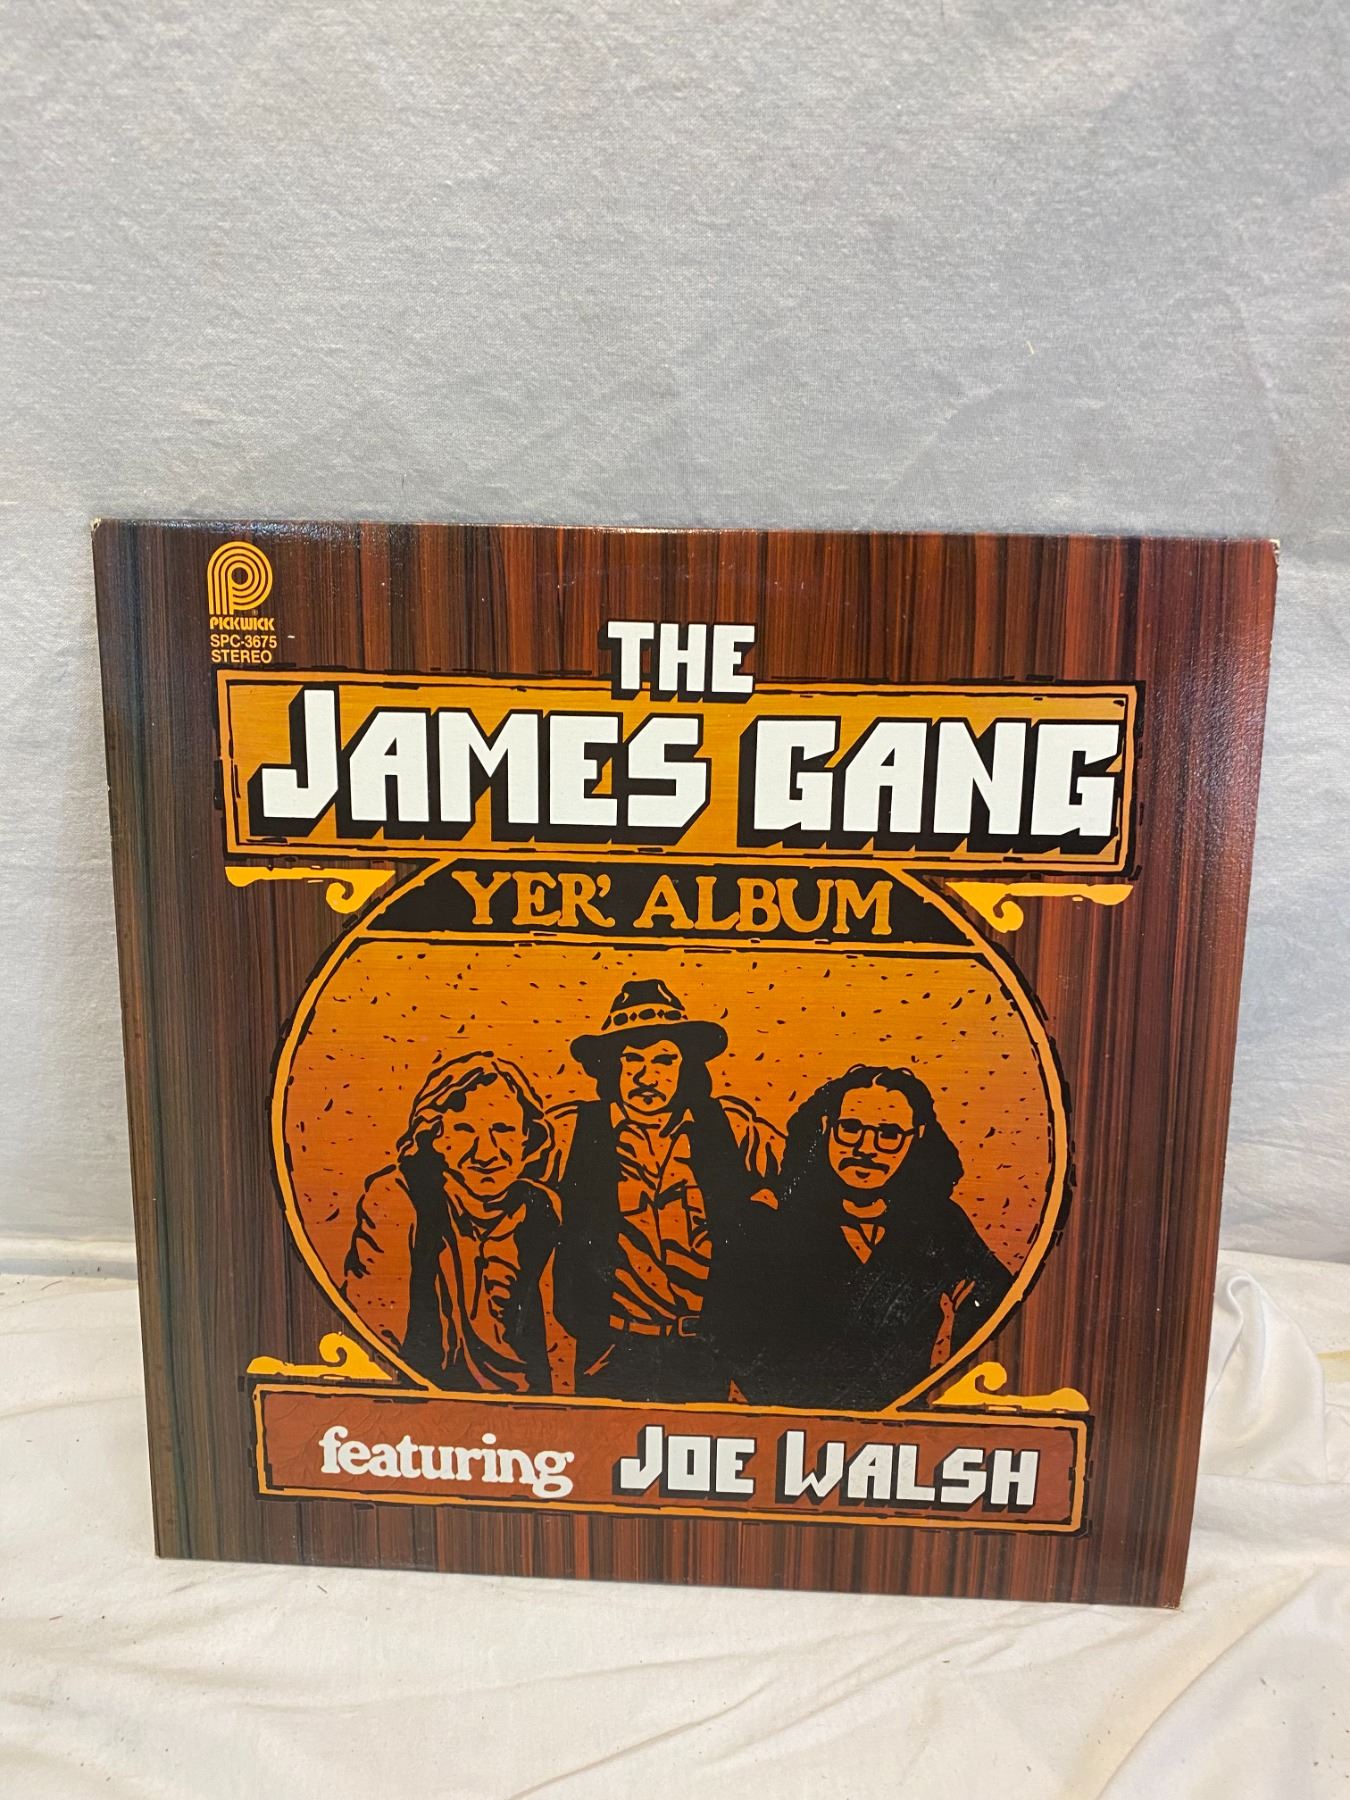 PICKWICK
SPC-3675
STEREO
THE
JAMES GANG
YER' ALBUM
featuring JOE WALSH